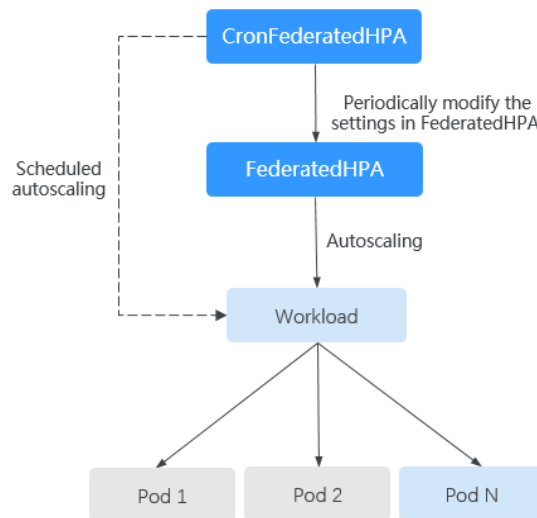 CronFederatedHPA
Periodically modify the
settings in FederatedHPA
Scheduled
autoscaling
FederatedHPA
Autoscaling
Workload
Pod 1
Pod 2
Pod N